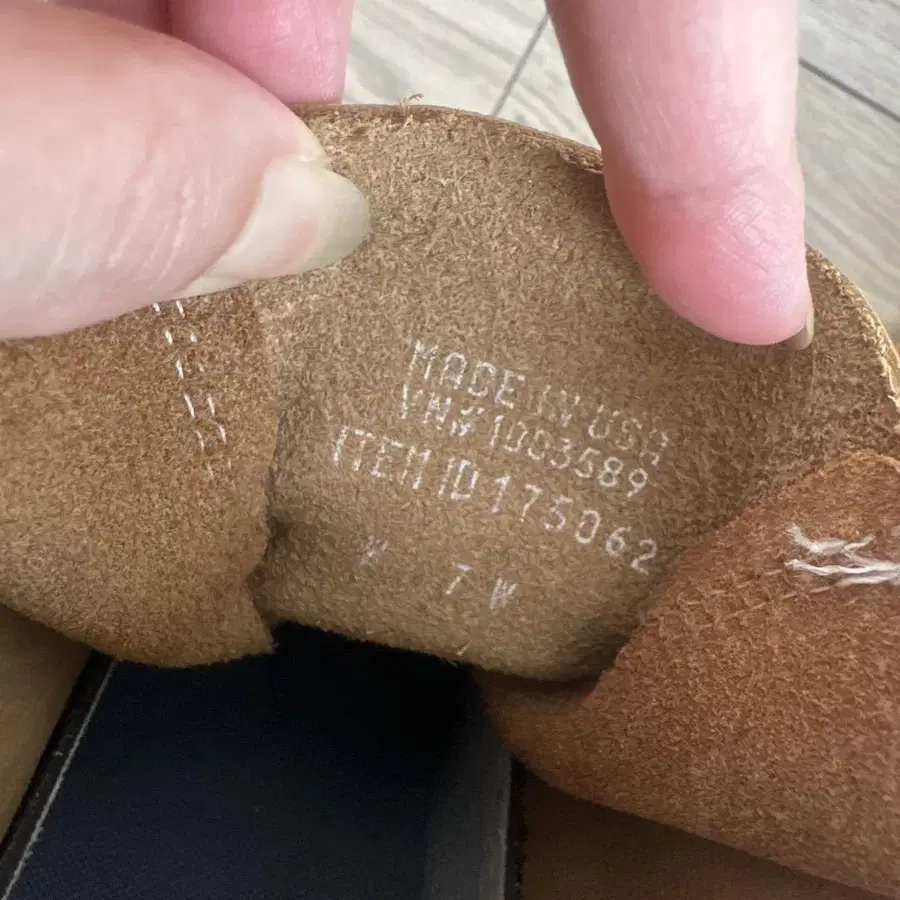 MADE IN USA
VN# 1003589
ITEM ID 175062
7 W